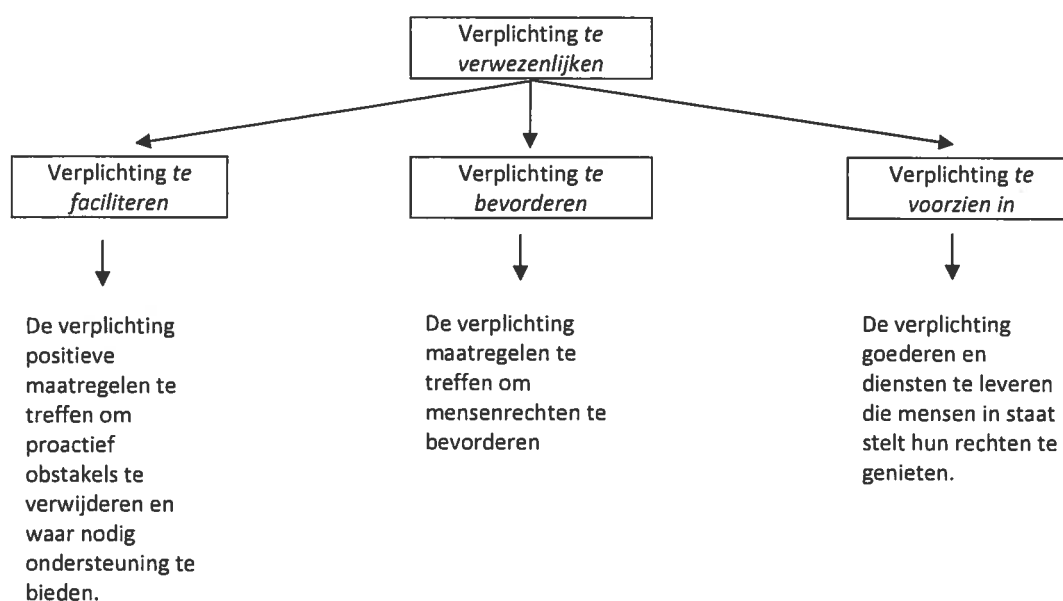 Verplichting te
verwezenlijken
Verplichting te
faciliteren
Verplichting te
bevorderen
Verplichting te
voorzien in
De verplichting
positieve
maatregelen te
treffen om
proactief
obstakels te
verwijderen en
waar nodig
ondersteuning te
bieden.
De verplichting
maatregelen te
treffen om
mensenrechten te
bevorderen
De verplichting
goederen en
diensten te leveren
die mensen in staat
stelt hun rechten te
genieten.